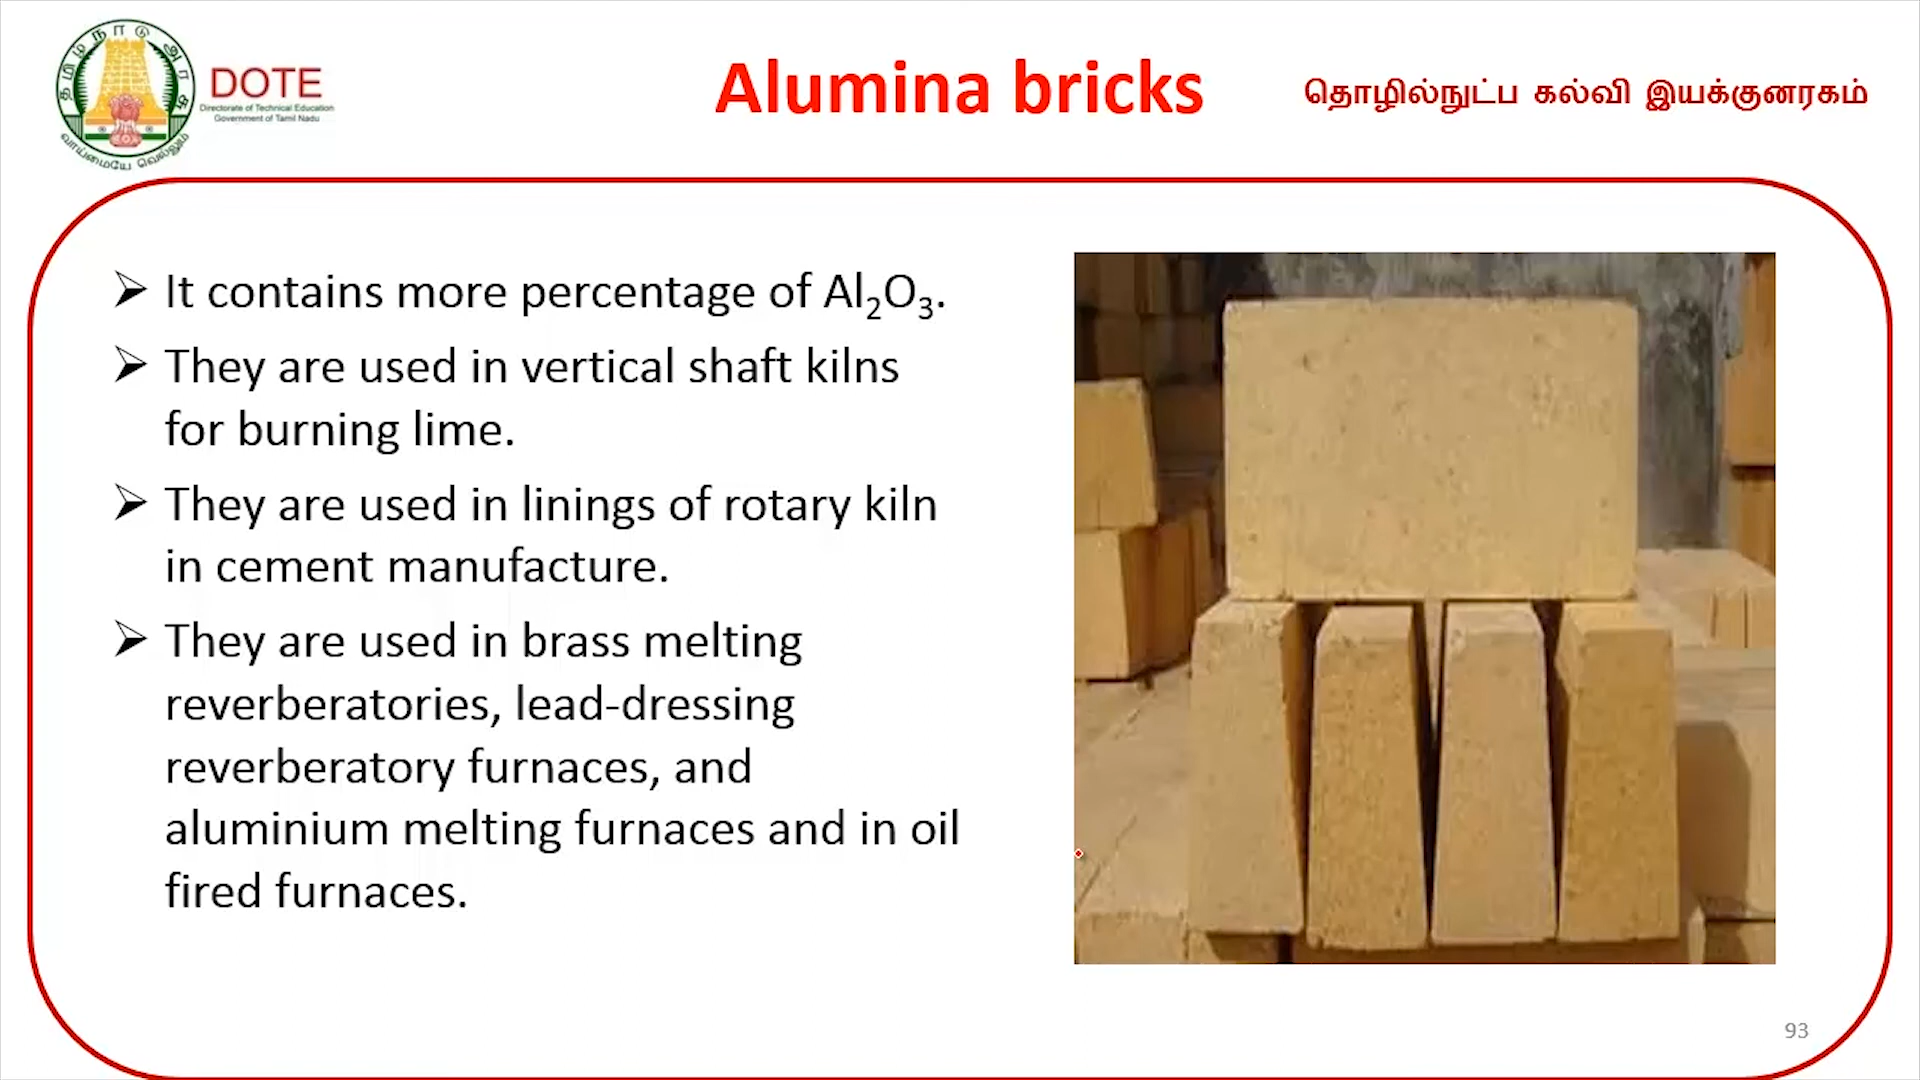 தமிழ்நாடு அரசு
வாய்மையே வெல்லும்
DOTE
Directorate of Technical Education
Government of Tamil Nadu
Alumina bricks
தொழில்நுட்ப கல்வி இயக்குனரகம்
➢ It contains more percentage of Al₂O₃.
➢ They are used in vertical shaft kilns
for burning lime.
➢ They are used in linings of rotary kiln
in cement manufacture.
➢ They are used in brass melting
reverberatories, lead-dressing
reverberatory furnaces, and
aluminium melting furnaces and in oil
fired furnaces.
93